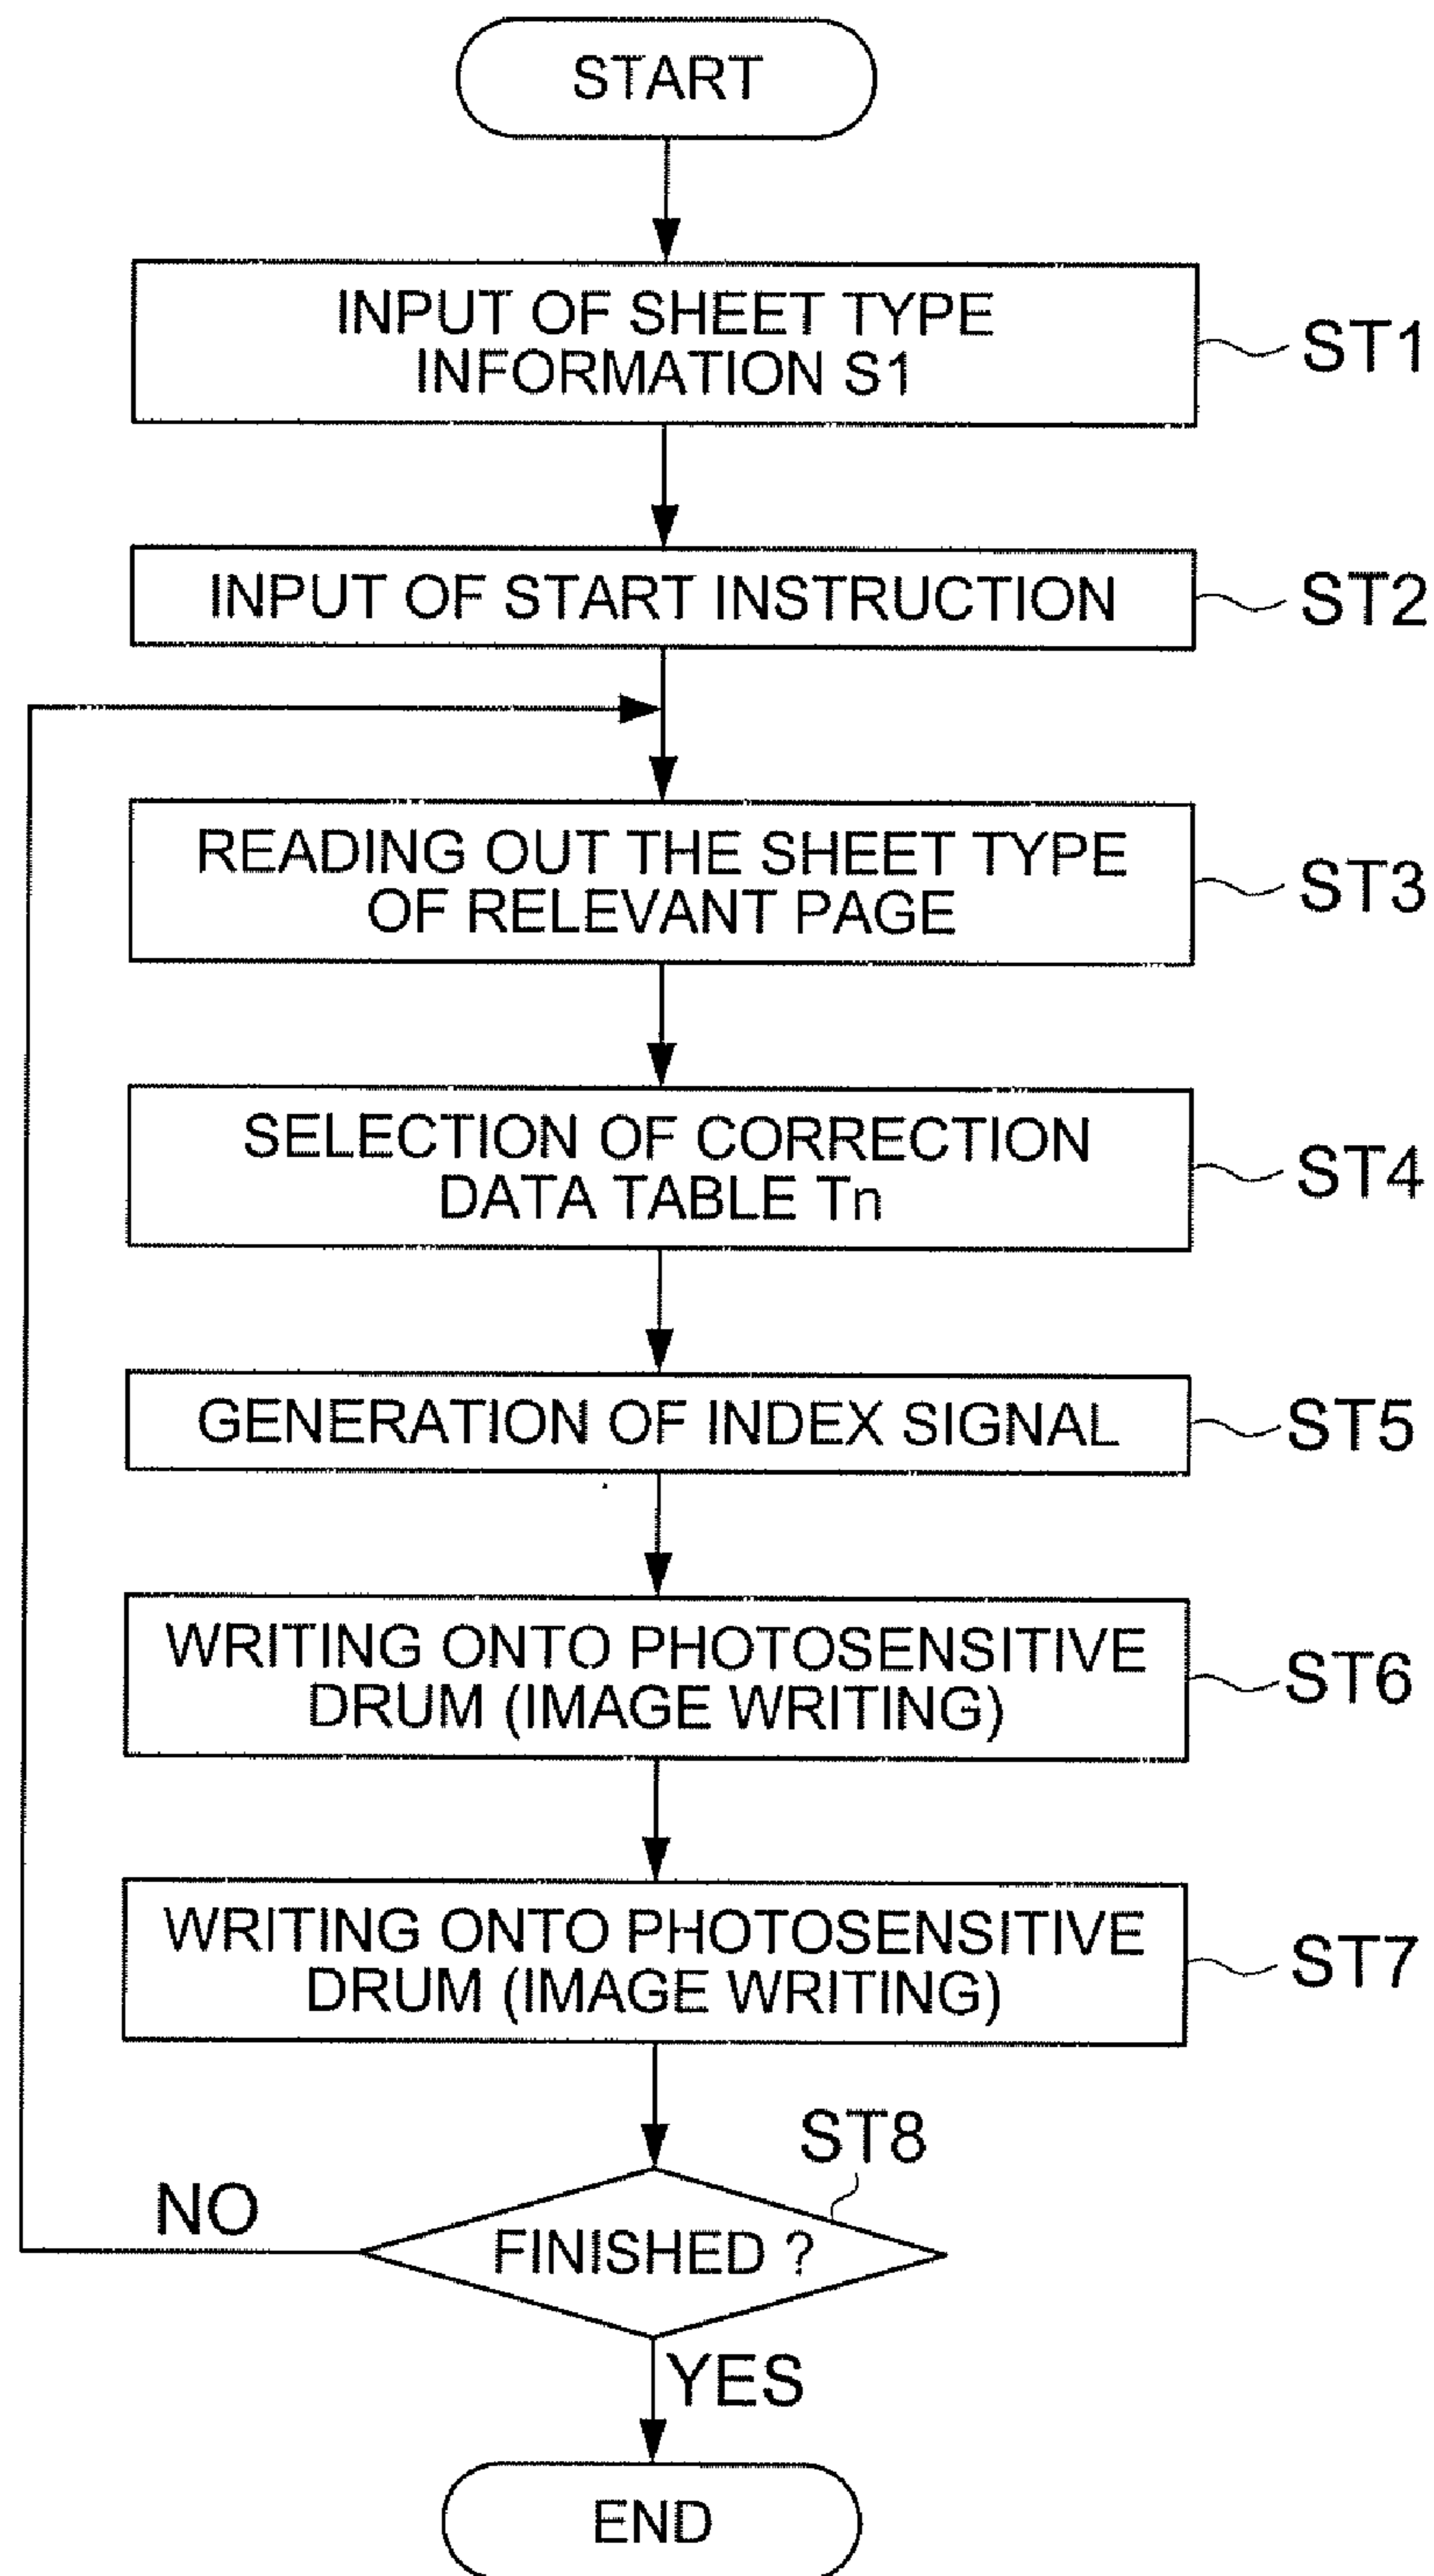 START
INPUT OF SHEET TYPE
INFORMATION S1
ST1
INPUT OF START INSTRUCTION
ST2
READING OUT THE SHEET TYPE
OF RELEVANT PAGE
ST3
SELECTION OF CORRECTION
DATA TABLE Tn
ST4
GENERATION OF INDEX SIGNAL
ST5
WRITING ONTO PHOTOSENSITIVE
DRUM (IMAGE WRITING)
ST6
WRITING ONTO PHOTOSENSITIVE
DRUM (IMAGE WRITING)
ST7
ST8
NO
FINISHED ?
YES
END